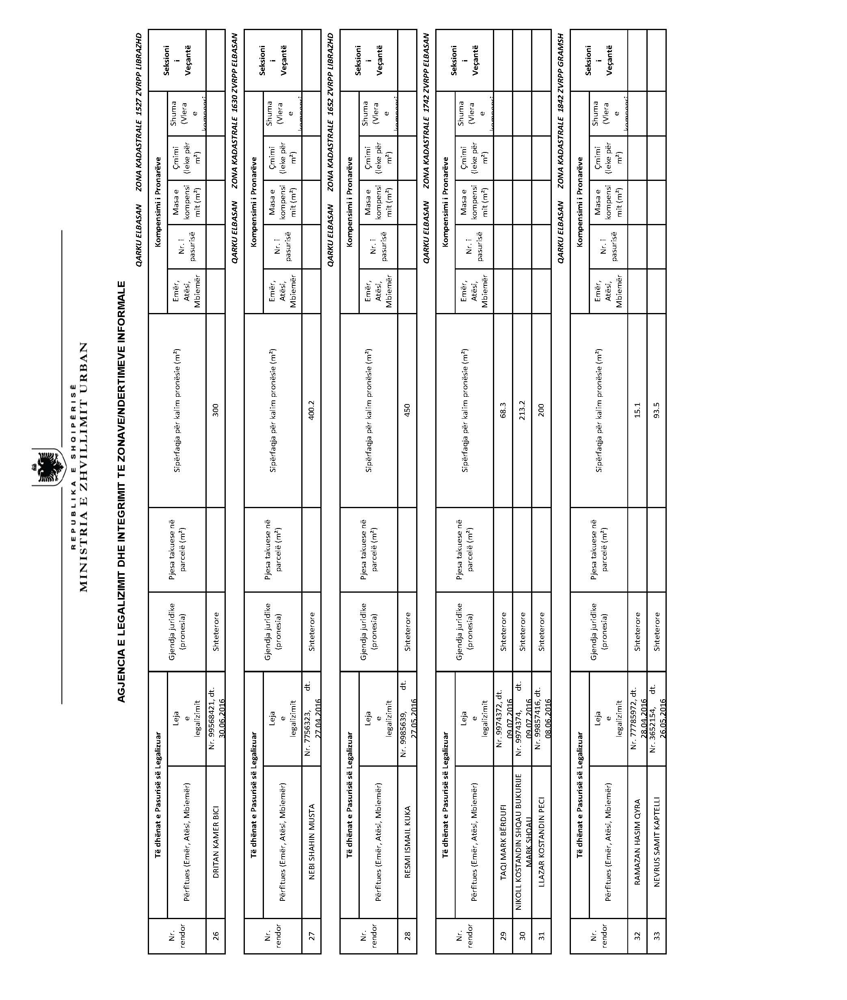 REPUBLIKA E SHQIPËRISË
MINISTRIA E ZHVILLIMIT URBAN
AGJENCIA E LEGALIZIMIT DHE INTEGRIMIT TE ZONAVE/NDERTIMEVE INFORMALE
QARKU ELBASAN ZONA KADASTRALE 1527 ZVRPP LIBRAZHD
Nr. rendor
Të dhënat e Pasurisë së Legalizuar
Përfitues (Emër, Atësi, Mbiemër)
Leja e legalizimit
Gjendja juridike (pronesia)
Pjesa takuese në parcelë (m²)
Sipërfaqja për kalim pronësie (m²)
Kompensimi i Pronarëve
Emër, Atësi, Mbiemër
Nr. i pasurisë
Masa e kompensi mit (m²)
Çmimi (leke për m²)
Shuma (Vlera e kompensi
Seksioni i Veçantë
26 DRITAN KAMER BICI Nr. 99568421, dt. 30.06.2016 Shteterore 300
QARKU ELBASAN ZONA KADASTRALE 1630 ZVRPP ELBASAN
Nr. rendor
Të dhënat e Pasurisë së Legalizuar
Përfitues (Emër, Atësi, Mbiemër)
Leja e legalizimit
Gjendja juridike (pronesia)
Pjesa takuese në parcelë (m²)
Sipërfaqja për kalim pronësie (m²)
Kompensimi i Pronarëve
Emër, Atësi, Mbiemër
Nr. i pasurisë
Masa e kompensi mit (m²)
Çmimi (leke për m²)
Shuma (Vlera e kompensi
Seksioni i Veçantë
27 NEBI SHAHIN MUSTA Nr. 7756323, dt. 27.04.2016 Shteterore 400.2
QARKU ELBASAN ZONA KADASTRALE 1652 ZVRPP LIBRAZHD
Nr. rendor
Të dhënat e Pasurisë së Legalizuar
Përfitues (Emër, Atësi, Mbiemër)
Leja e legalizimit
Gjendja juridike (pronesia)
Pjesa takuese në parcelë (m²)
Sipërfaqja për kalim pronësie (m²)
Kompensimi i Pronarëve
Emër, Atësi, Mbiemër
Nr. i pasurisë
Masa e kompensi mit (m²)
Çmimi (leke për m²)
Shuma (Vlera e kompensi
Seksioni i Veçantë
28 RESMI ISMAIL KUKA Nr. 9985639, dt. 27.05.2016 Shteterore 450
QARKU ELBASAN ZONA KADASTRALE 1742 ZVRPP ELBASAN
Nr. rendor
Të dhënat e Pasurisë së Legalizuar
Përfitues (Emër, Atësi, Mbiemër)
Leja e legalizimit
Gjendja juridike (pronesia)
Pjesa takuese në parcelë (m²)
Sipërfaqja për kalim pronësie (m²)
Kompensimi i Pronarëve
Emër, Atësi, Mbiemër
Nr. i pasurisë
Masa e kompensi mit (m²)
Çmimi (leke për m²)
Shuma (Vlera e kompensi
Seksioni i Veçantë
29 TAQI MARK BËRDUFI Nr. 9974372, dt. 09.07.2016 Shteterore 68.3
30 NIKOLL KOSTANDIN SHQAU BUKURIJE MARK SHQAU Nr. 9974374, dt. 09.07.2016 Shteterore 213.2
31 LLAZAR KOSTANDIN PECI Nr. 99857416, dt. 08.06.2016 Shteterore 200
QARKU ELBASAN ZONA KADASTRALE 1842 ZVRPP GRAMSH
Nr. rendor
Të dhënat e Pasurisë së Legalizuar
Përfitues (Emër, Atësi, Mbiemër)
Leja e legalizimit
Gjendja juridike (pronesia)
Pjesa takuese në parcelë (m²)
Sipërfaqja për kalim pronësie (m²)
Kompensimi i Pronarëve
Emër, Atësi, Mbiemër
Nr. i pasurisë
Masa e kompensi mit (m²)
Çmimi (leke për m²)
Shuma (Vlera e kompensi
Seksioni i Veçantë
32 RAMAZAN HASIM QYRA Nr. 77785972, dt. 28.04.2016 Shteterore 15.1
33 NEVRUS SAMIT KAPTELLI Nr. 3652154, dt. 26.05.2016 Shteterore 93.5